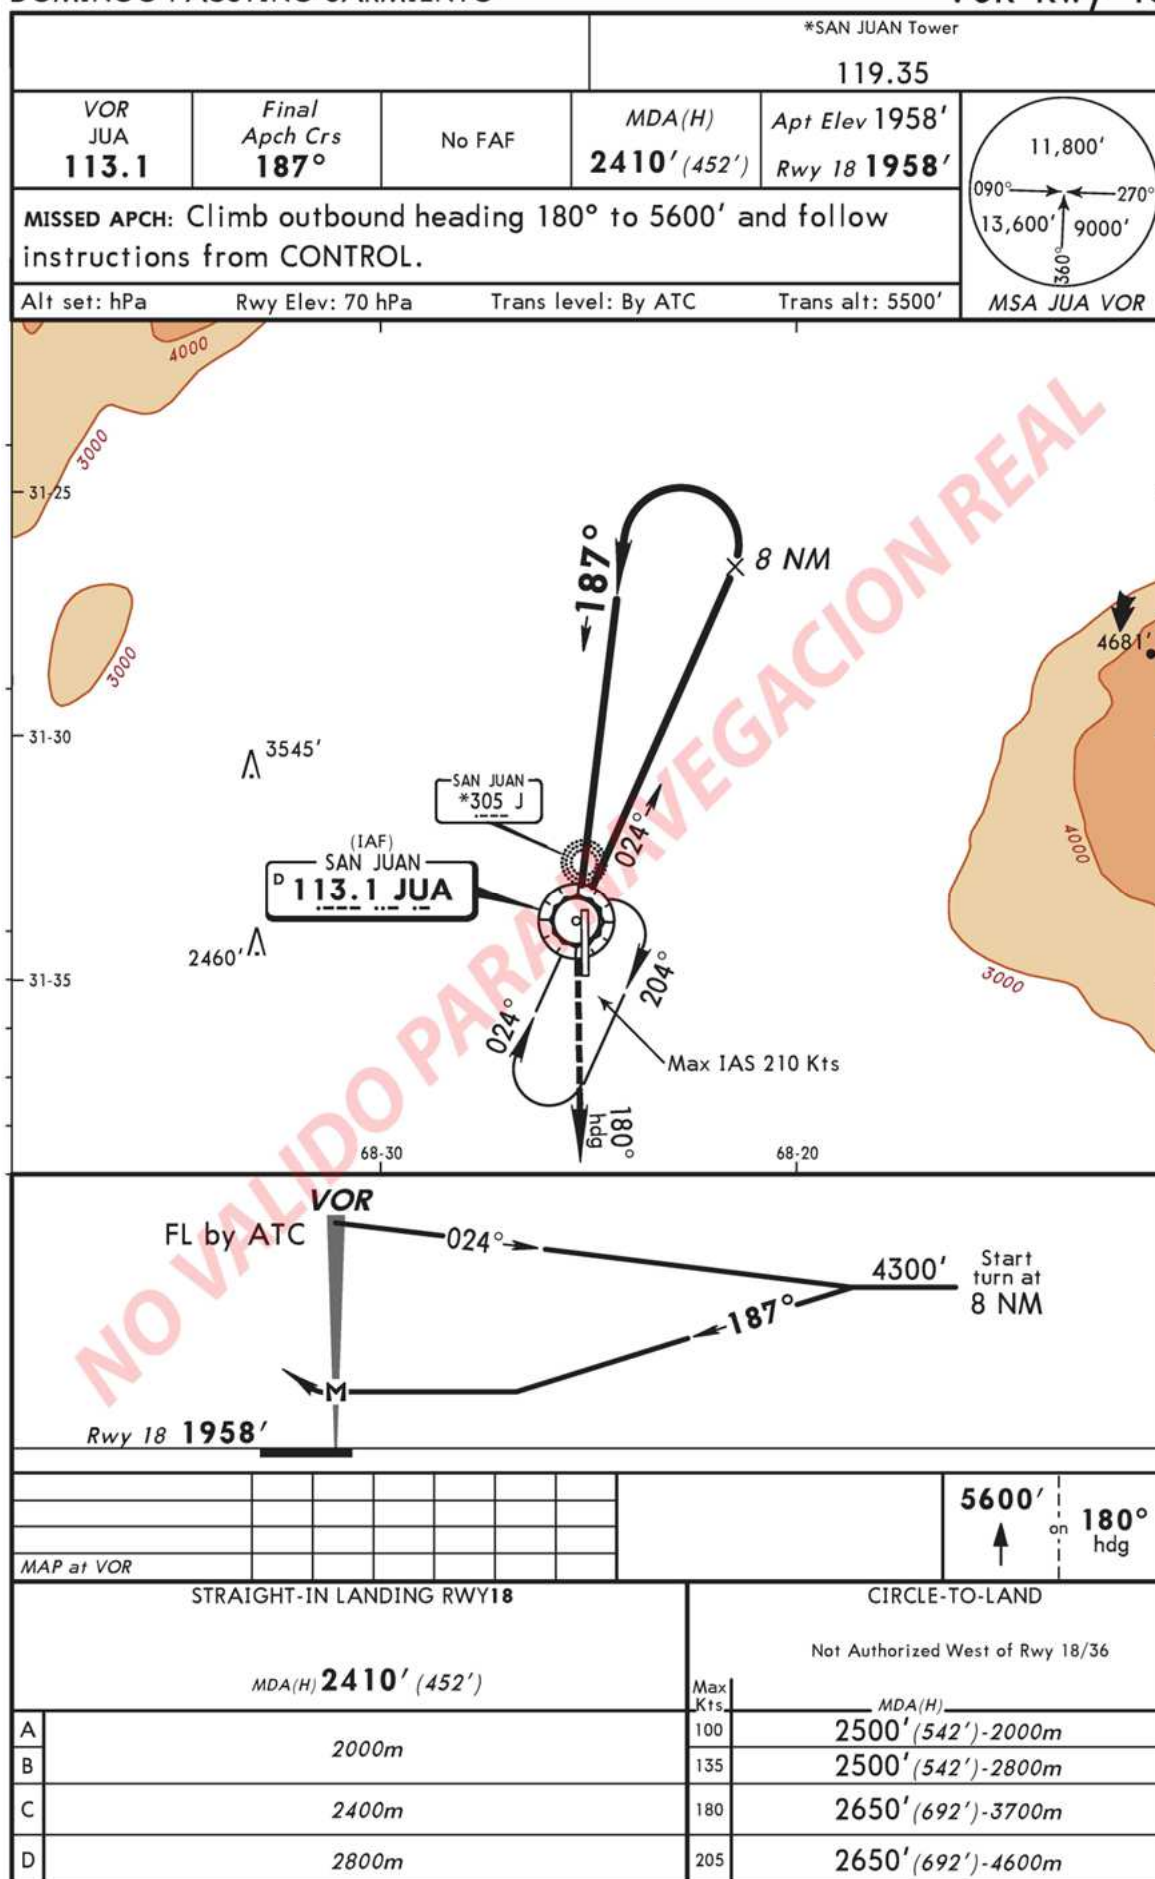 *SAN JUAN Tower
119.35
VOR
JUA
113.1
Final
Apch Crs
187°
No FAF
MDA(H)
2410' (452')
Apt Elev 1958'
Rwy 18 1958'
11,800'
090°
270°
13,600'
9000'
360°
MSA JUA VOR
MISSED APCH: Climb outbound heading 180° to 5600' and follow
instructions from CONTROL.
Alt set: hPa
Rwy Elev: 70 hPa
Trans level: By ATC
Trans alt: 5500'
4000
3000
31-25
187°
8 NM
4681'
3000
31-30
3545'
SAN JUAN
*305 J
024°
4000
(IAF)
SAN JUAN
D 113.1 JUA
2460'
31-35
204°
3000
024°
Max IAS 210 Kts
180°
hdg
68-30
68-20
NO VALIDO PARA NAVEGACION REAL
VOR
FL by ATC
024°
4300'
Start
turn at
8 NM
187°
M
Rwy 18 1958'
MAP at VOR
5600'
on
180°
hdg
STRAIGHT-IN LANDING RWY18
MDA(H) 2410' (452')
A
B
2000m
C
2400m
D
2800m
CIRCLE-TO-LAND
Not Authorized West of Rwy 18/36
Max
Kts
MDA(H)
100
2500' (542')-2000m
135
2500' (542')-2800m
180
2650' (692')-3700m
205
2650' (692')-4600m